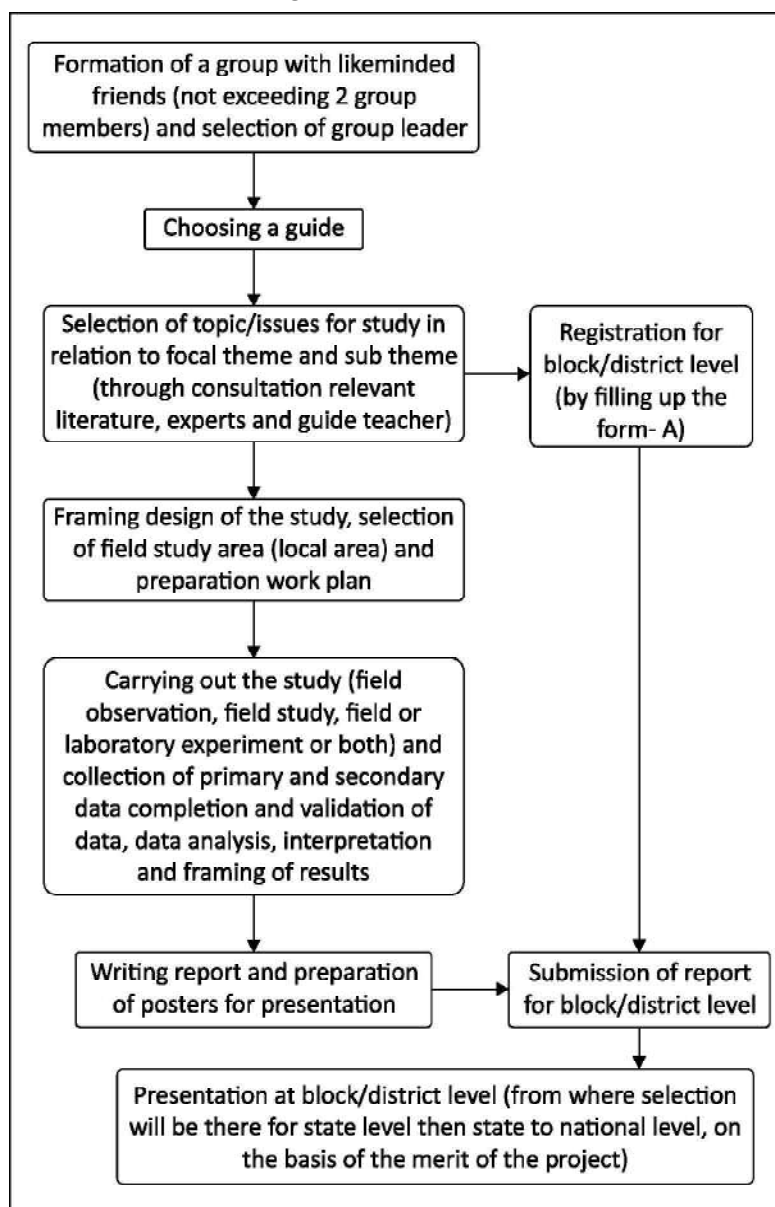 Formation of a group with likeminded
friends (not exceeding 2 group
members) and selection of group leader
Choosing a guide
Selection of topic/issues for study in
relation to focal theme and sub theme
(through consultation relevant
literature, experts and guide teacher)
Registration for
block/district level
(by filling up the
form- A)
Framing design of the study, selection
of field study area (local area) and
preparation work plan
Carrying out the study (field
observation, field study, field or
laboratory experiment or both) and
collection of primary and secondary
data completion and validation of
data, data analysis, interpretation
and framing of results
Writing report and preparation
of posters for presentation
Submission of report
for block/district level
Presentation at block/district level (from where selection
will be there for state level then state to national level, on
the basis of the merit of the project)